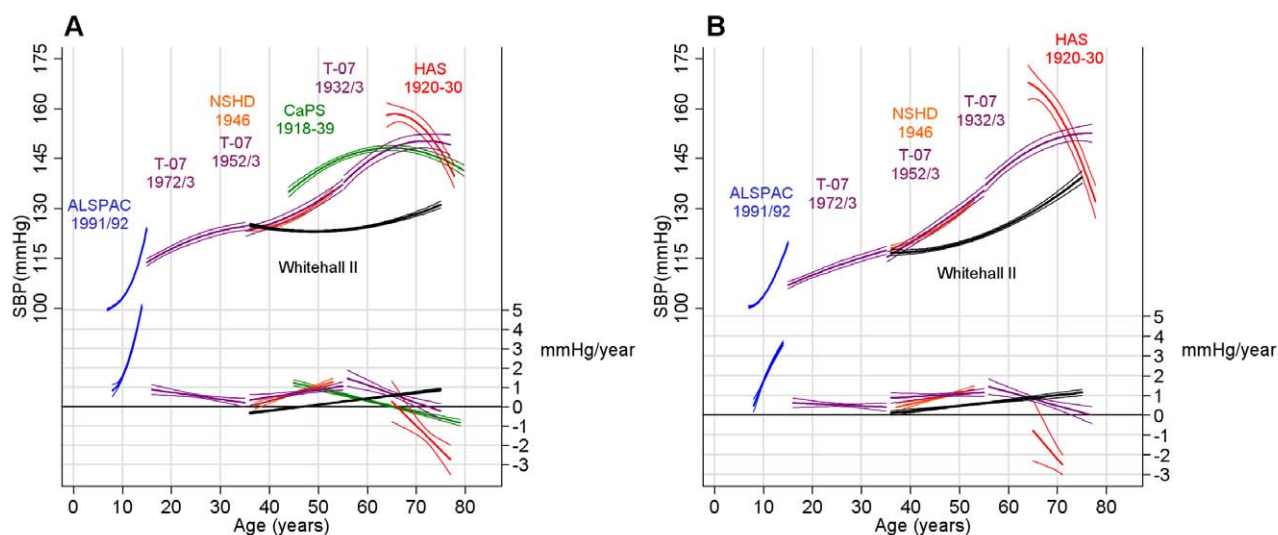 A
SBP(mmHg)
175
160
145
130
115
100
ALSPAC
1991/92
T-07
1972/3
NSHD
1946
T-07
1952/3
CaPS
1918-39
T-07
1932/3
HAS
1920-30
Whitehall II
5
4
3
2
1
0
-1
-2
-3
mmHg/year
0 10 20 30 40 50 60 70 80
Age (years)
B
SBP(mmHg)
175
160
145
130
115
100
ALSPAC
1991/92
T-07
1972/3
NSHD
1946
T-07
1952/3
T-07
1932/3
HAS
1920-30
Whitehall II
5
4
3
2
1
0
-1
-2
-3
mmHg/year
0 10 20 30 40 50 60 70 80
Age (years)